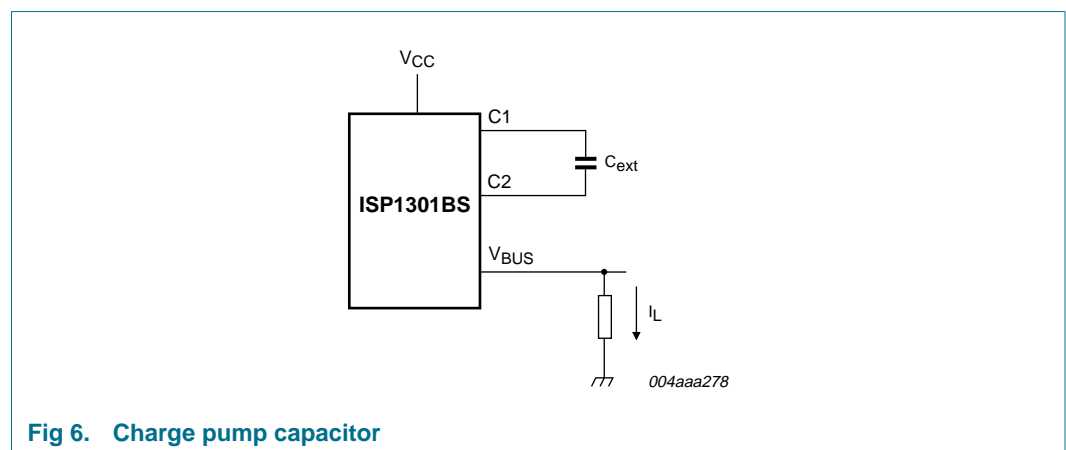 VCC
C1
Cext
C2
ISP1301BS
VBUS
IL
004aaa278
Fig 6. Charge pump capacitor